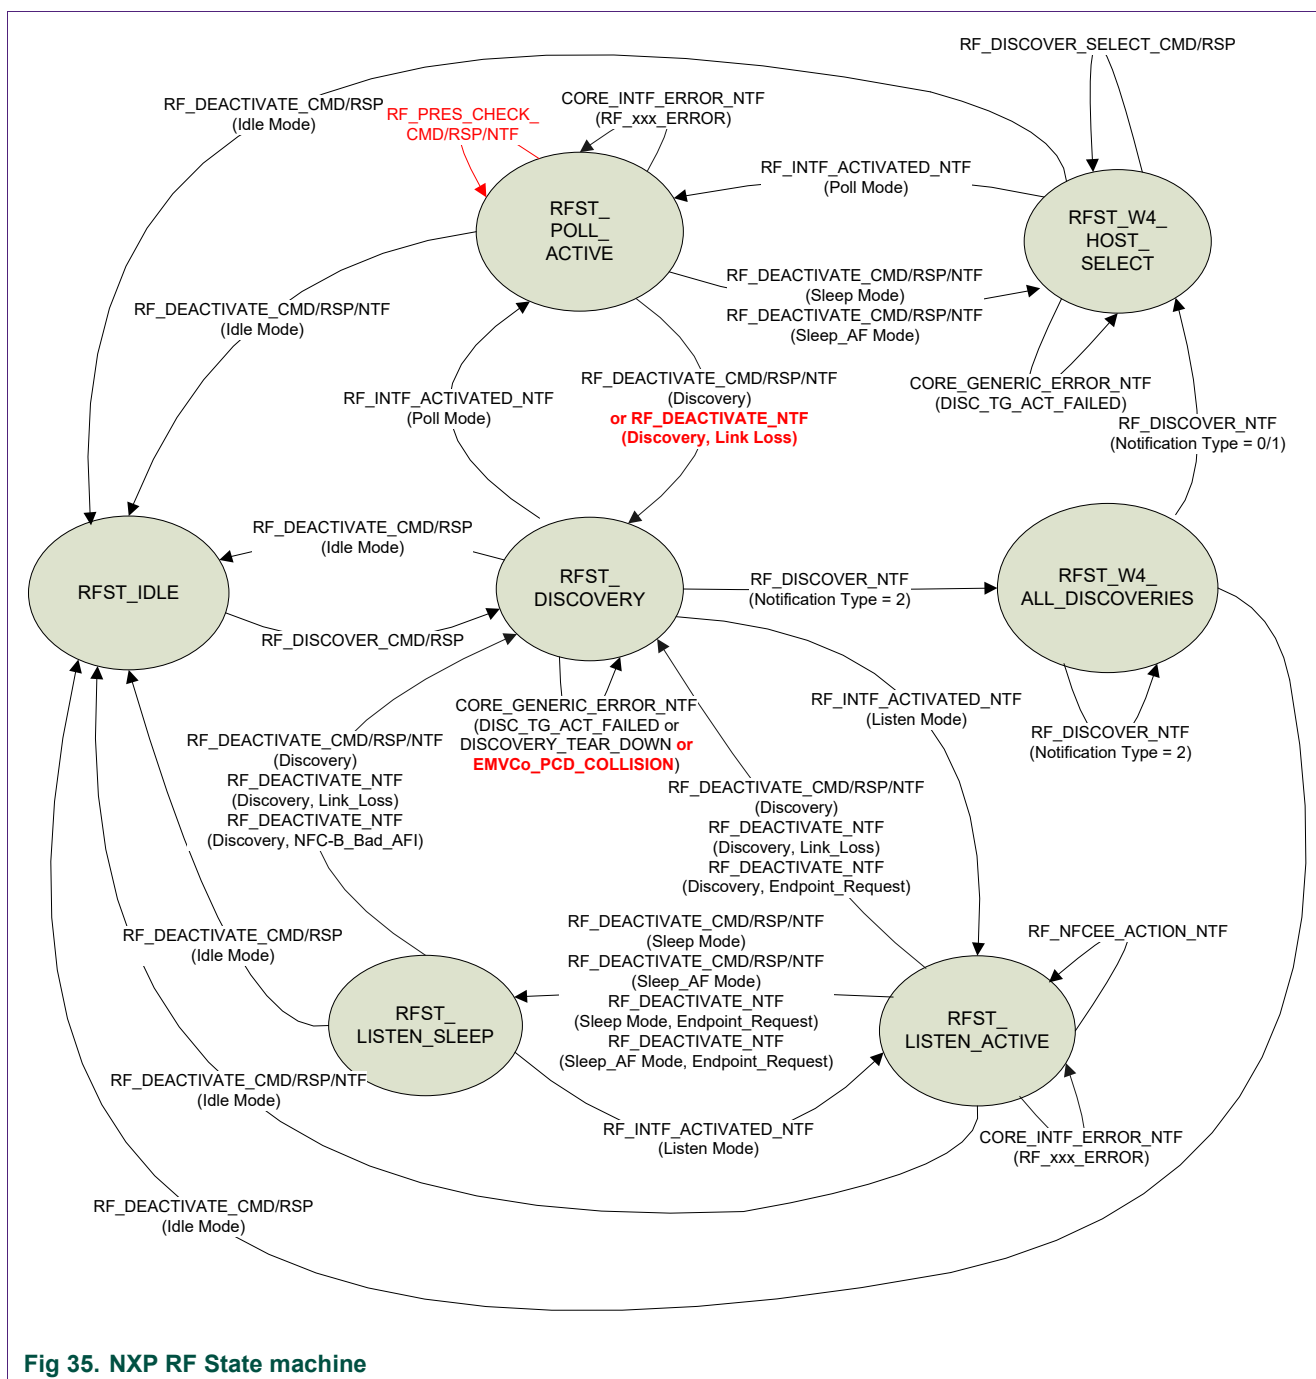 RF_DISCOVER_SELECT_CMD/RSP
RF_DEACTIVATE_CMD/RSP
(Idle Mode)
RF_PRES_CHECK_
CMD/RSP/NTF
CORE_INTF_ERROR_NTF
(RF_xxx_ERROR)
RF_INTF_ACTIVATED_NTF
(Poll Mode)
RFST_
POLL_
ACTIVE
RFST_W4_
HOST_
SELECT
RF_DEACTIVATE_CMD/RSP/NTF
(Sleep Mode)
RF_DEACTIVATE_CMD/RSP/NTF
(Sleep_AF Mode)
RF_DEACTIVATE_CMD/RSP/NTF
(Idle Mode)
RF_INTF_ACTIVATED_NTF
(Poll Mode)
RF_DEACTIVATE_CMD/RSP/NTF
(Discovery)
or RF_DEACTIVATE_NTF
(Discovery, Link Loss)
CORE_GENERIC_ERROR_NTF
(DISC_TG_ACT_FAILED)
RF_DISCOVER_NTF
(Notification Type = 0/1)
RF_DEACTIVATE_CMD/RSP
(Idle Mode)
RFST_IDLE
RFST_
DISCOVERY
RF_DISCOVER_NTF
(Notification Type = 2)
RFST_W4_
ALL_DISCOVERIES
RF_DISCOVER_CMD/RSP
CORE_GENERIC_ERROR_NTF
(DISC_TG_ACT_FAILED or
DISCOVERY_TEAR_DOWN or
EMVCo_PCD_COLLISION)
RF_INTF_ACTIVATED_NTF
(Listen Mode)
RF_DISCOVER_NTF
(Notification Type = 2)
RF_DEACTIVATE_CMD/RSP/NTF
(Discovery)
RF_DEACTIVATE_NTF
(Discovery, Link_Loss)
RF_DEACTIVATE_NTF
(Discovery, NFC-B_Bad_AFI)
RF_DEACTIVATE_CMD/RSP/NTF
(Discovery)
RF_DEACTIVATE_NTF
(Discovery, Link_Loss)
RF_DEACTIVATE_NTF
(Discovery, Endpoint_Request)
RF_DEACTIVATE_CMD/RSP
(Idle Mode)
RF_DEACTIVATE_CMD/RSP/NTF
(Sleep Mode)
RF_DEACTIVATE_CMD/RSP/NTF
(Sleep_AF Mode)
RF_DEACTIVATE_NTF
(Sleep Mode, Endpoint_Request)
RF_DEACTIVATE_NTF
(Sleep_AF Mode, Endpoint_Request)
RF_NFCEE_ACTION_NTF
RFST_
LISTEN_SLEEP
RFST_
LISTEN_ACTIVE
RF_DEACTIVATE_CMD/RSP/NTF
(Idle Mode)
RF_INTF_ACTIVATED_NTF
(Listen Mode)
CORE_INTF_ERROR_NTF
(RF_xxx_ERROR)
RF_DEACTIVATE_CMD/RSP
(Idle Mode)
Fig 35. NXP RF State machine